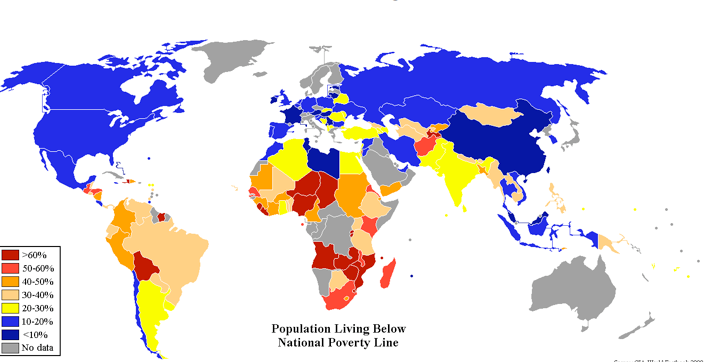 >60%
50-60%
40-50%
30-40%
20-30%
10-20%
<10%
No data
Population Living Below
National Poverty Line